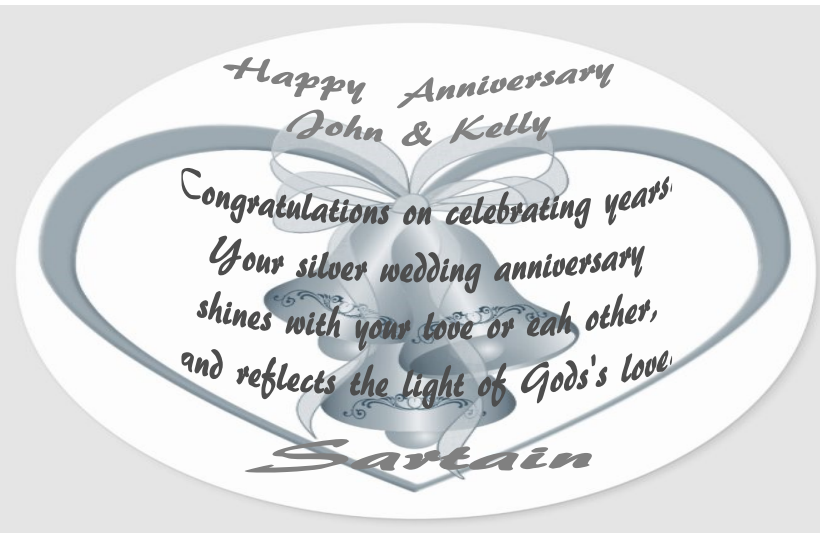 Happy Anniversary
John & Kelly
Congratulations on celebrating years.
Your silver wedding anniversary
shines with your love or eah other,
and reflects the light of Gods's love.
Sartain